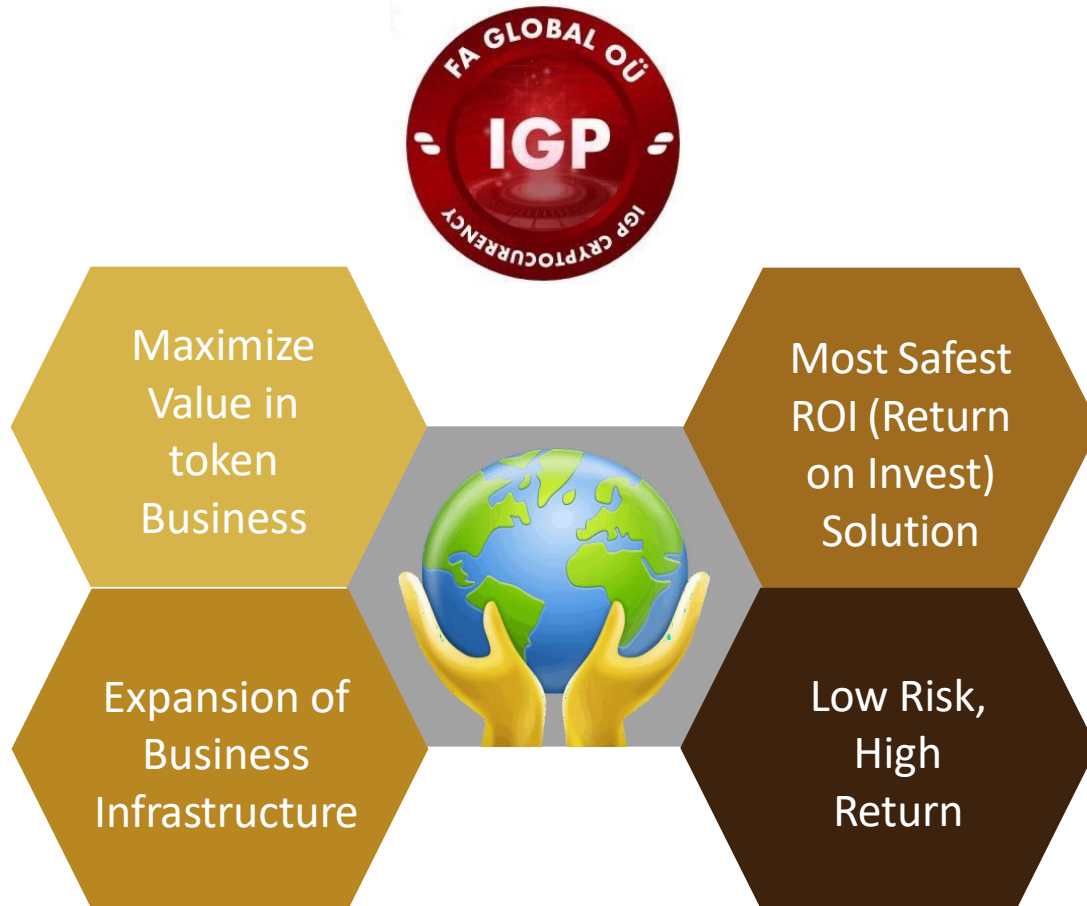 FA GLOBAL OÜ
IGP
IGP CRYPTOCURRENCY
Maximize
Value in
token
Business
Most Safest
ROI (Return
on Invest)
Solution
Expansion of
Business
Infrastructure
Low Risk,
High
Return